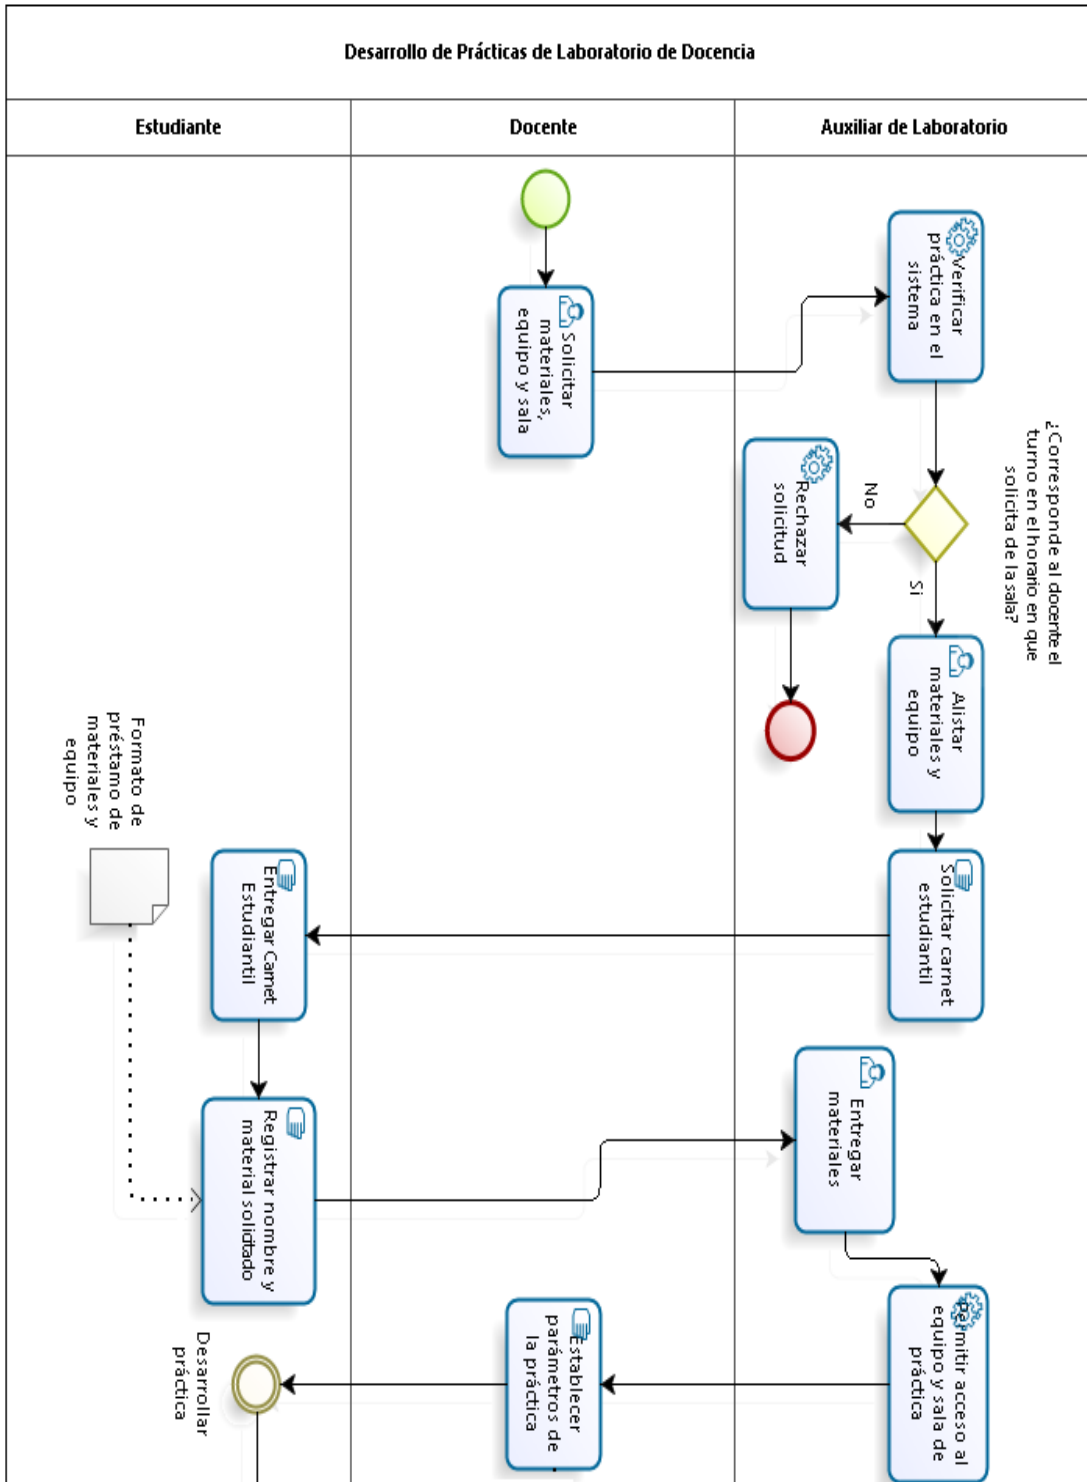 Desarrollo de Prácticas de Laboratorio de Docencia
Estudiante
Docente
Auxiliar de Laboratorio
Verificar
práctica en el
sistema
Solicitar
materiales,
equipo y sala
¿Corresponde al docente el
turno en el horario en que
solicita de la sala?
No
Si
Rechazar
solicitud
Alistar
materiales y
equipo
Formato de
préstamo de
materiales y
equipo
Entregar Carnet
Estudiantil
Solicitar carnet
estudiantil
Registrar nombre y
material solicitado
Entregar
materiales
Permitir acceso al
equipo y sala de
práctica
Establecer
parámetros de
la práctica
Desarrollar
práctica